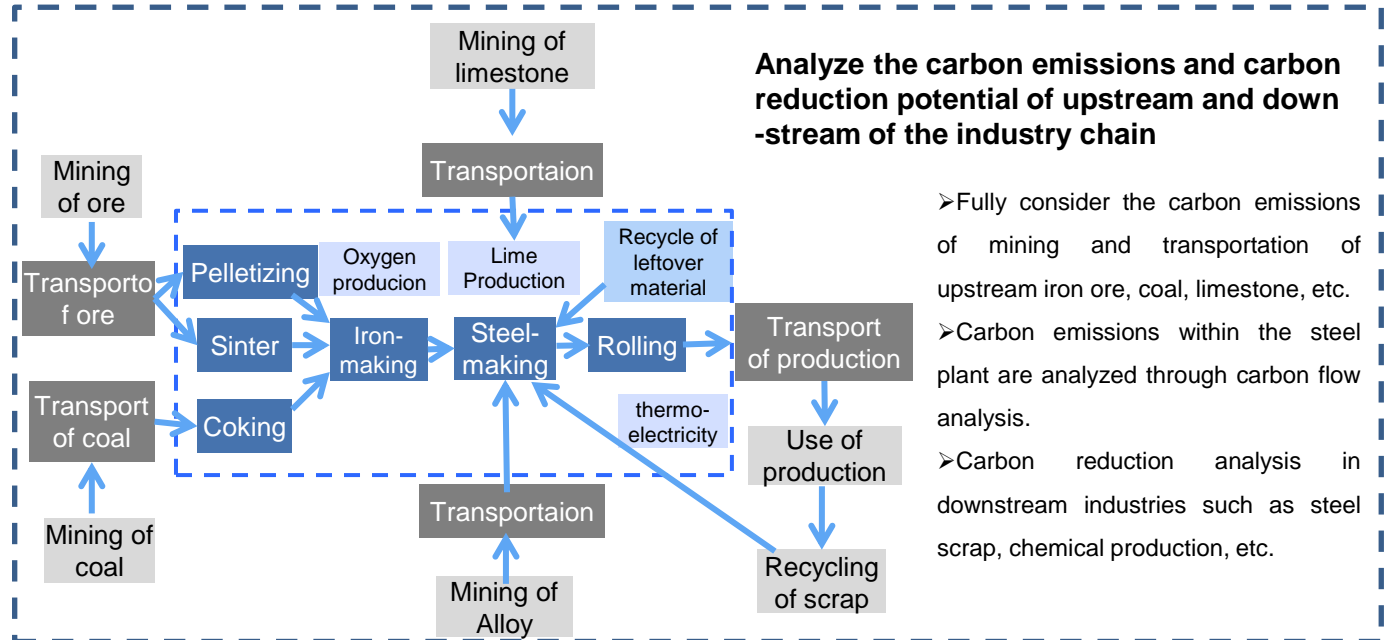 Mining of
limestone
Analyze the carbon emissions and carbon
reduction potential of upstream and down
-stream of the industry chain
Transportaion
Mining
of ore
➢Fully consider the carbon emissions
of mining and transportation of
upstream iron ore, coal, limestone, etc.
➢Carbon emissions within the steel
plant are analyzed through carbon flow
analysis.
➢Carbon reduction analysis in
downstream industries such as steel
scrap, chemical production, etc.
Transporto
f ore
Pelletizing
Oxygen
producion
Lime
Production
Recycle of
leftover
material
Sinter
Iron-
making
Steel-
making
Rolling
Transport
of production
Transport
of coal
Coking
thermo-
electricity
Use of
production
Transportaion
Mining of
coal
Mining of
Alloy
Recycling
of scrap